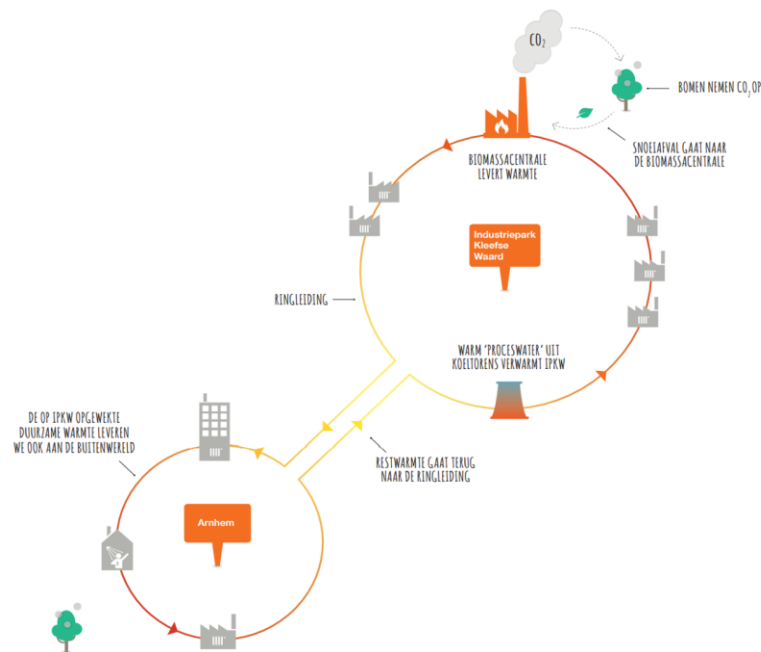 CO₂
BOMEN NEMEN CO₂ OP
SNOEIAFVAL GAAT NAAR
DE BIOMASSACENTRALE
BIOMASSACENTRALE
LEVERT WARMTE
Industriepark
Kleefse
Waard
RINGLEIDING
WARM ‘PROCESWATER’ UIT
KOELTORENS VERWARMT IPKW
DE OP IPKW OPGEWEKTE
DUURZAME WARMTE LEVEREN
WE OOK AAN DE BUITENWERELD
RESTWARMTE GAAT TERUG
NAAR DE RINGLEIDING
Arnhem